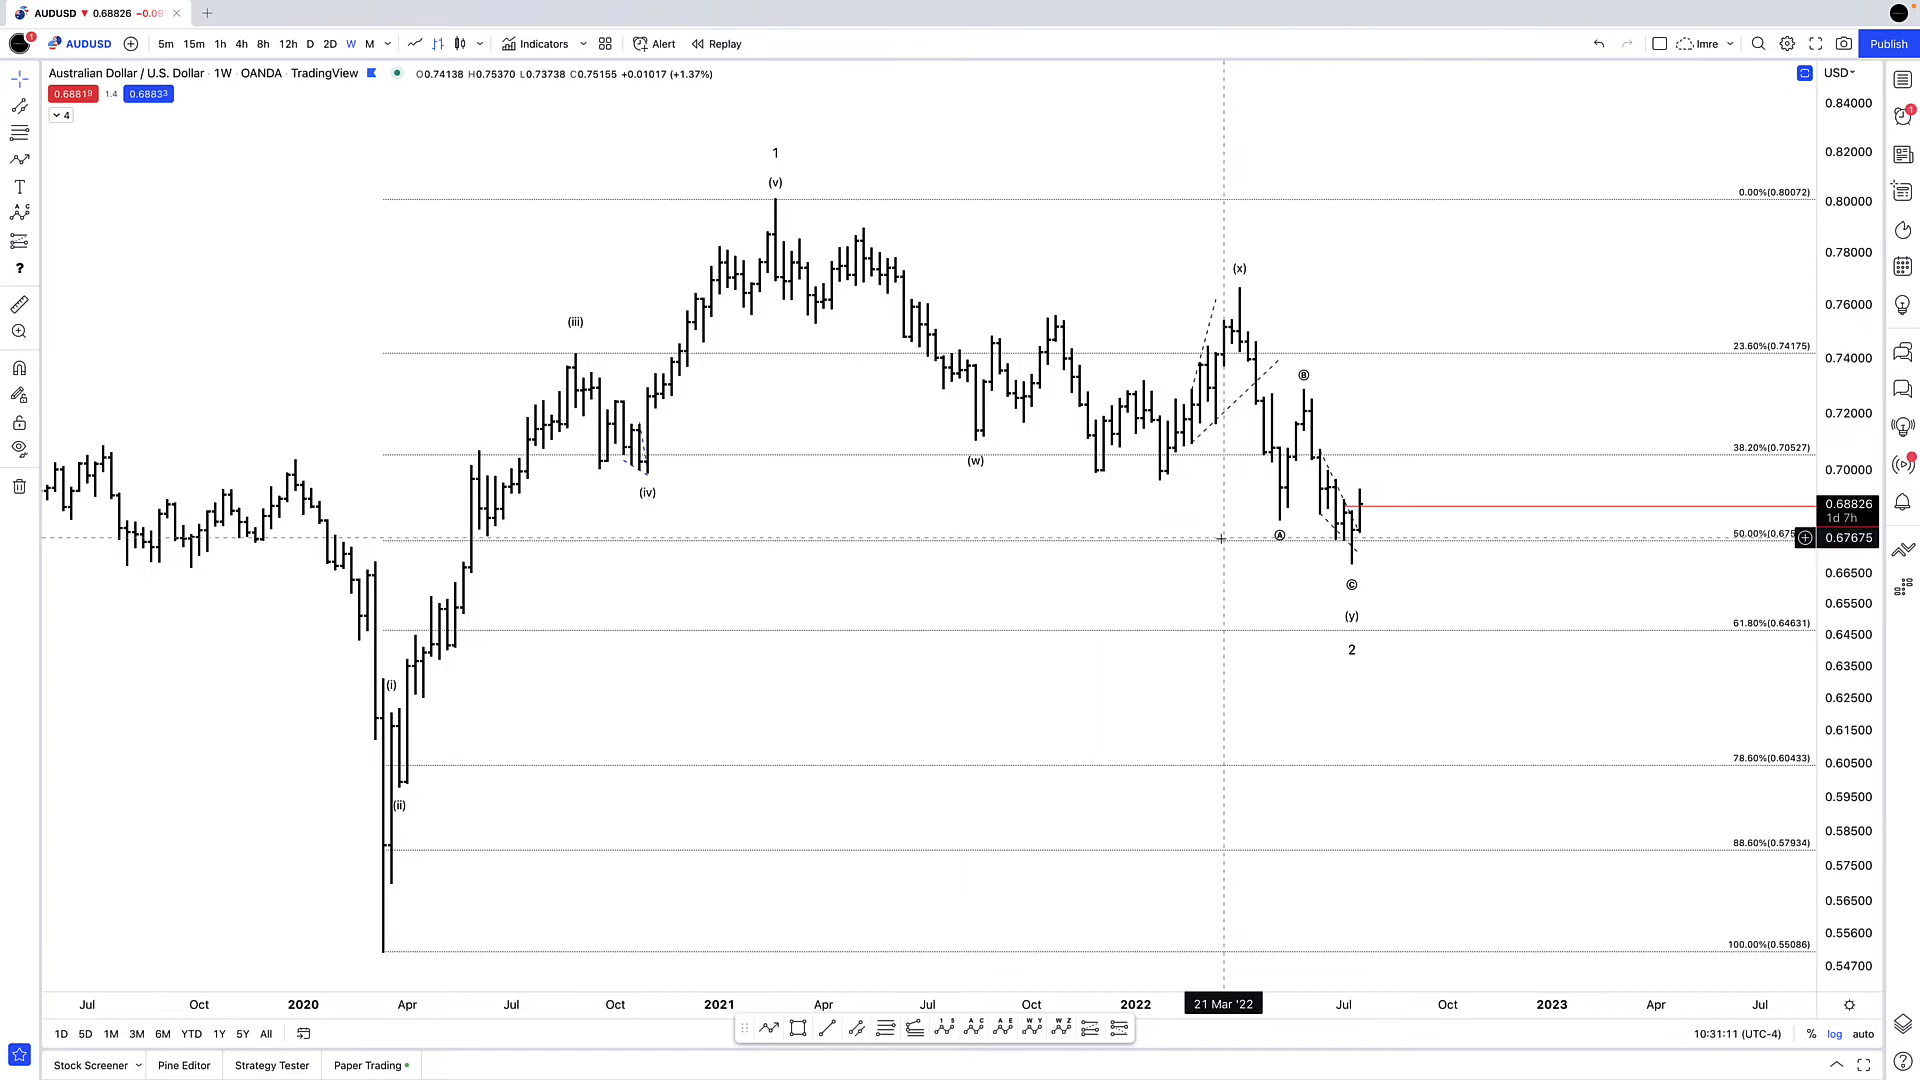 AUDUSD ▼ 0.68826 −0.09
AUDUSD 5m 15m 1h 4h 8h 12h D 2D W M Indicators Alert Replay Imre Publish
Australian Dollar / U.S. Dollar · 1W · OANDA · TradingView O0.74138 H0.75370 L0.73738 C0.75155 +0.01017 (+1.37%) USD
0.68819 1.4 0.68833
4
0.84000
1
0.82000
(v)
0.00%(0.80072)
0.80000
0.78000
(x)
0.76000
(iii)
23.60%(0.74175)
0.74000
B
0.72000
38.20%(0.70527)
(w)
0.70000
(iv)
0.68826
1d 7h
A
50.00%(0.67
0.67675
0.66500
C
0.65500
(y)
61.80%(0.64631)
0.64500
2
0.63500
(i)
0.62500
0.61500
78.60%(0.60433)
0.60500
0.59500
(ii)
0.58500
88.60%(0.57934)
0.57500
0.56500
0.55600
100.00%(0.55086)
0.54700
Jul Oct 2020 Apr Jul Oct 2021 Apr Jul Oct 2022 21 Mar '22 Jul Oct 2023 Apr Jul
1D 5D 1M 3M 6M YTD 1Y 5Y All 10:31:11 (UTC-4) % log auto
Stock Screener Pine Editor Strategy Tester Paper Trading